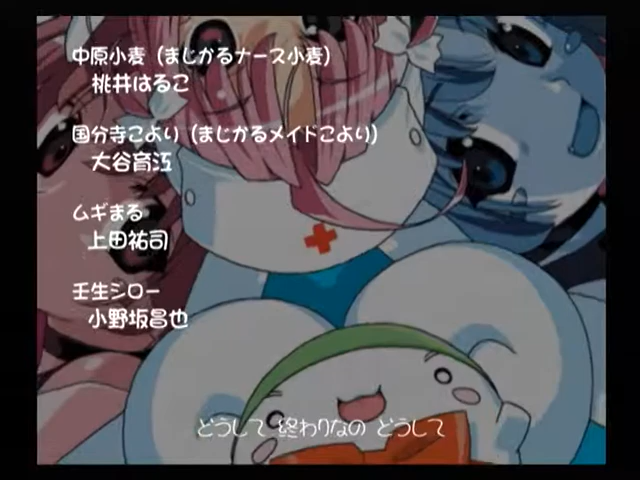 中原小麦（まじかるナース小麦）
桃井はるこ
国分寺こより（まじかるメイドこより）
大谷育江
ムギまる
上田祐司
壬生シロー
小野坂昌也
どうして 終わりなの どうして